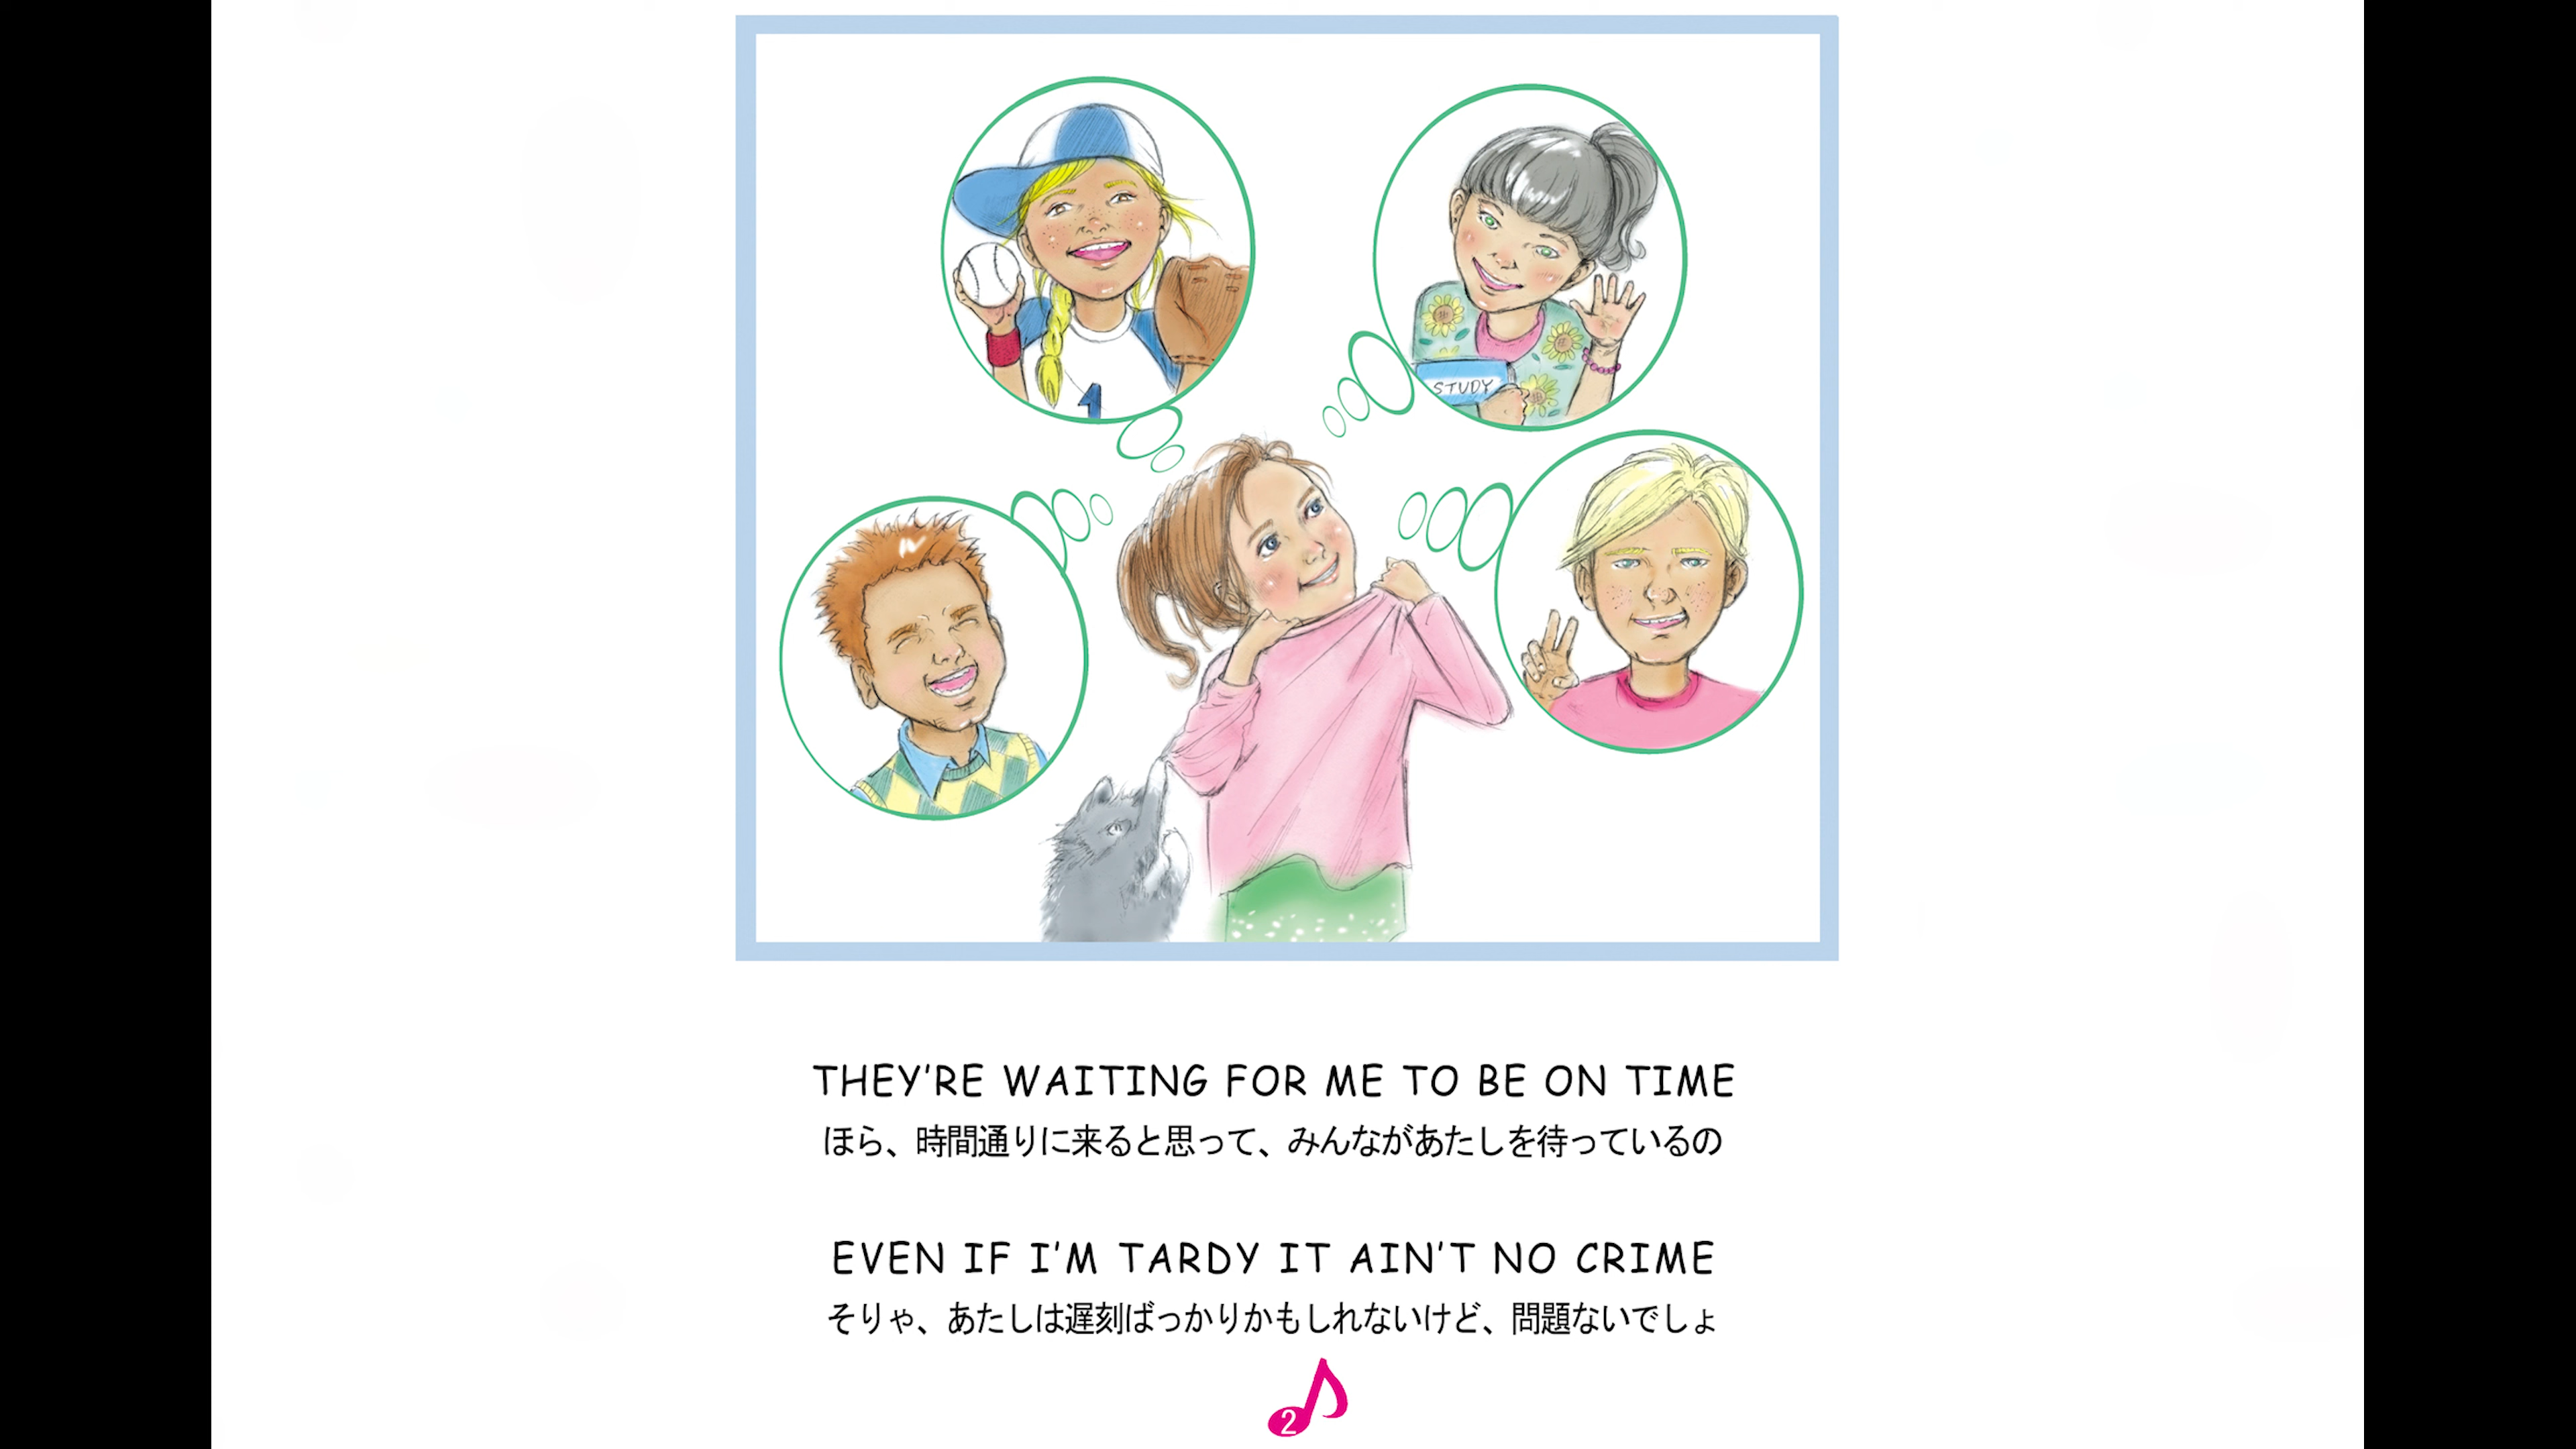 1
STUDY
THEY'RE WAITING FOR ME TO BE ON TIME
ほら、時間通りに来ると思って、みんながあたしを待っているの
EVEN IF I'M TARDY IT AIN'T NO CRIME
そりゃ、あたしは遅刻ばっかりかもしれないけど、問題ないでしょ
2